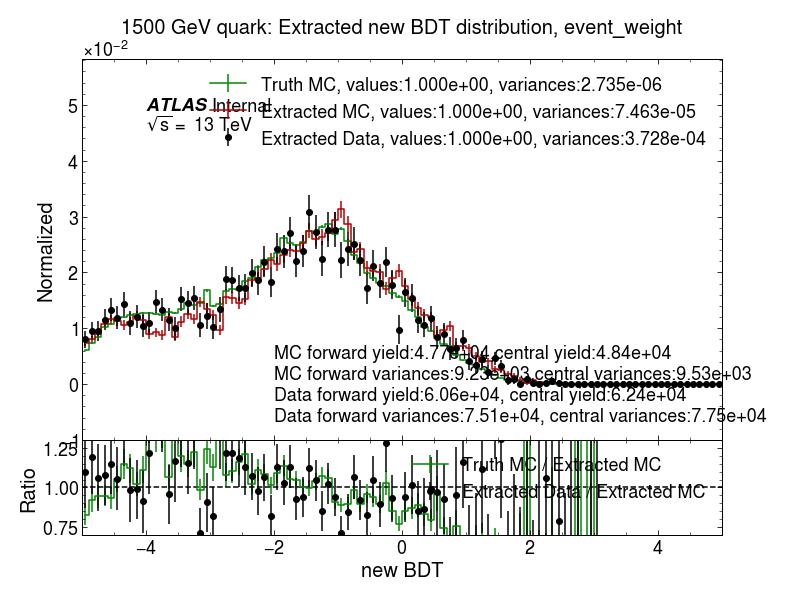 1500 GeV quark: Extracted new BDT distribution, event_weight
×10⁻²
Truth MC, values:1.000e+00, variances:2.735e-06
ATLAS Internal
Extracted MC, values:1.000e+00, variances:7.463e-05
√s = 13 TeV
Extracted Data, values:1.000e+00, variances:3.728e-04
5
4
3
2
1
0
Normalized
MC forward yield:4.77e+04, central yield:4.84e+04
MC forward variances:9.23e+03 central variances:9.53e+03
Data forward yield:6.06e+04, central yield:6.24e+04
Data forward variances:7.51e+04, central variances:7.75e+04
1.25
1.00
0.75
Ratio
Truth MC / Extracted MC
Extracted Data / Extracted MC
−4 −2 0 2 4
new BDT